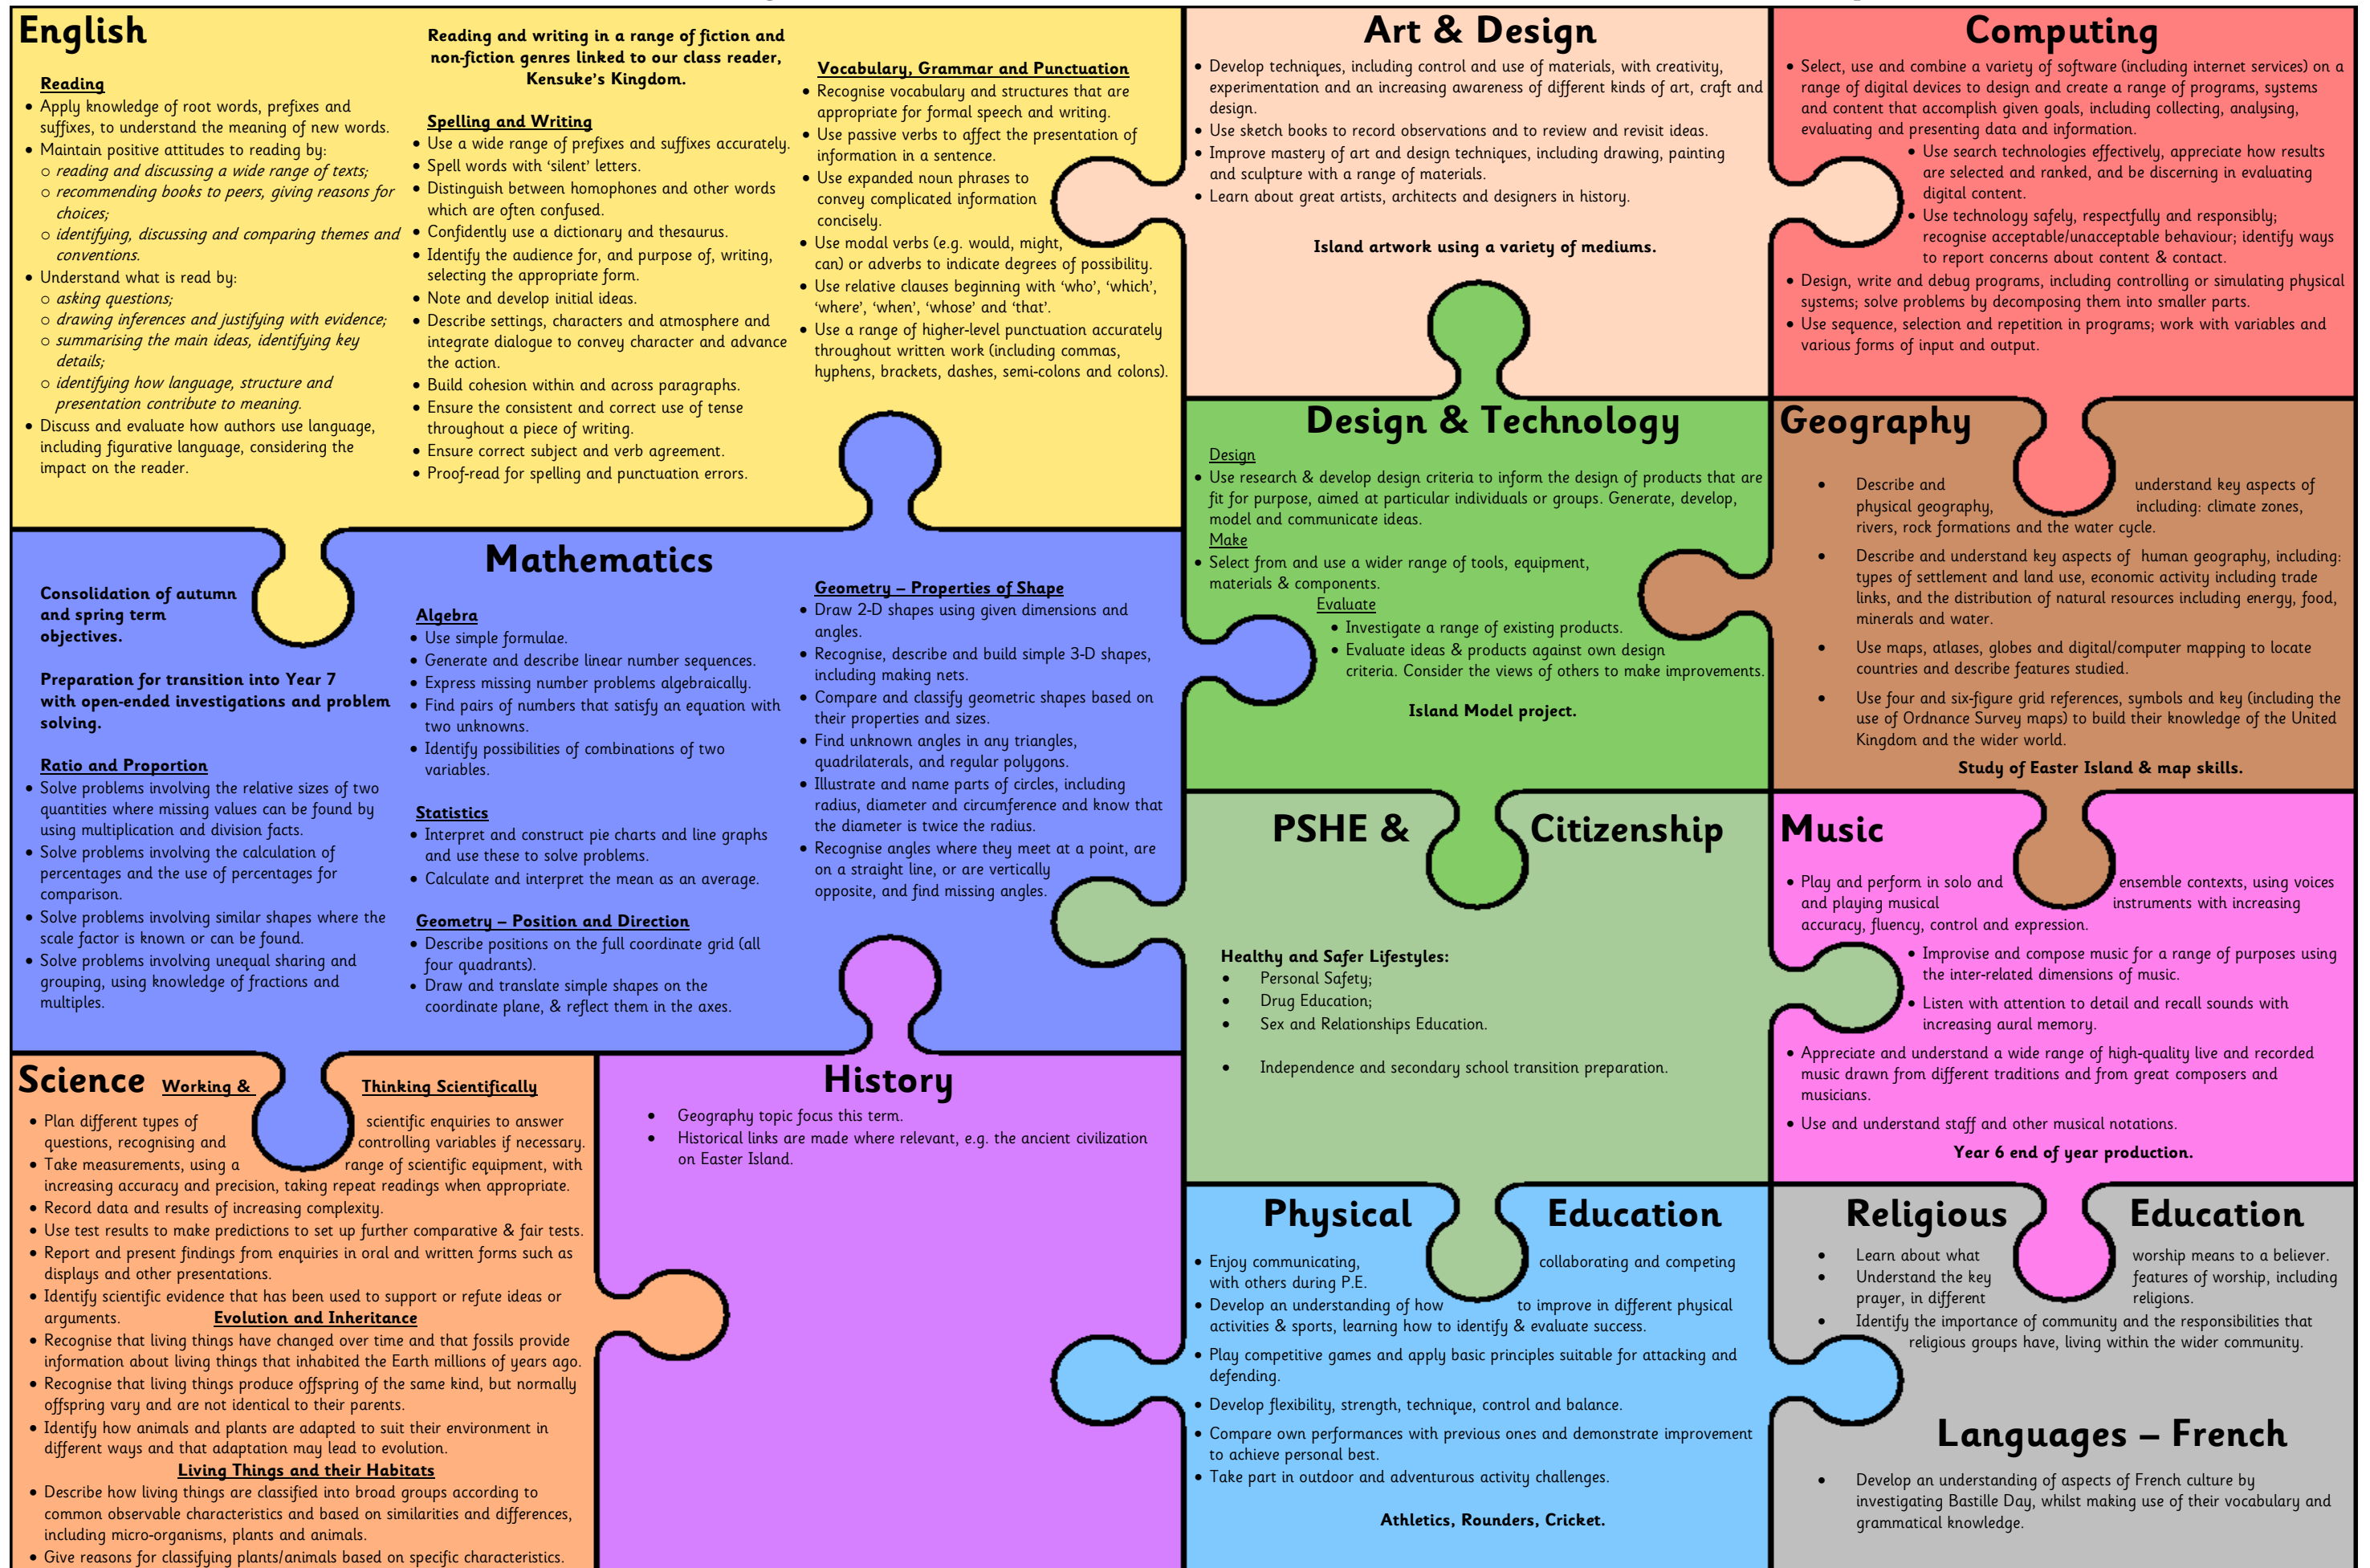 English
Reading
• Apply knowledge of root words, prefixes and
suffixes, to understand the meaning of new words.
• Maintain positive attitudes to reading by:
o reading and discussing a wide range of texts;
o recommending books to peers, giving reasons for
choices;
o identifying, discussing and comparing themes and
conventions.
• Understand what is read by:
o asking questions;
o drawing inferences and justifying with evidence;
o summarising the main ideas, identifying key
details;
o identifying how language, structure and
presentation contribute to meaning.
• Discuss and evaluate how authors use language,
including figurative language, considering the
impact on the reader.
Reading and writing in a range of fiction and
non-fiction genres linked to our class reader,
Kensuke's Kingdom.
Spelling and Writing
• Use a wide range of prefixes and suffixes accurately.
• Spell words with 'silent' letters.
• Distinguish between homophones and other words
which are often confused.
• Confidently use a dictionary and thesaurus.
• Identify the audience for, and purpose of, writing,
selecting the appropriate form.
• Note and develop initial ideas.
• Describe settings, characters and atmosphere and
integrate dialogue to convey character and advance
the action.
• Build cohesion within and across paragraphs.
• Ensure the consistent and correct use of tense
throughout a piece of writing.
• Ensure correct subject and verb agreement.
• Proof-read for spelling and punctuation errors.
Vocabulary, Grammar and Punctuation
• Recognise vocabulary and structures that are
appropriate for formal speech and writing.
• Use passive verbs to affect the presentation of
information in a sentence.
• Use expanded noun phrases to
convey complicated information
concisely.
• Use modal verbs (e.g. would, might,
can) or adverbs to indicate degrees of possibility.
• Use relative clauses beginning with 'who', 'which',
'where', 'when', 'whose' and 'that'.
• Use a range of higher-level punctuation accurately
throughout written work (including commas,
hyphens, brackets, dashes, semi-colons and colons).
Art & Design
• Develop techniques, including control and use of materials, with creativity,
experimentation and an increasing awareness of different kinds of art, craft and
design.
• Use sketch books to record observations and to review and revisit ideas.
• Improve mastery of art and design techniques, including drawing, painting
and sculpture with a range of materials.
• Learn about great artists, architects and designers in history.
Island artwork using a variety of mediums.
Computing
• Select, use and combine a variety of software (including internet services) on a
range of digital devices to design and create a range of programs, systems
and content that accomplish given goals, including collecting, analysing,
evaluating and presenting data and information.
• Use search technologies effectively, appreciate how results
are selected and ranked, and be discerning in evaluating
digital content.
• Use technology safely, respectfully and responsibly;
recognise acceptable/unacceptable behaviour; identify ways
to report concerns about content & contact.
• Design, write and debug programs, including controlling or simulating physical
systems; solve problems by decomposing them into smaller parts.
• Use sequence, selection and repetition in programs; work with variables and
various forms of input and output.
Design & Technology
Design
• Use research & develop design criteria to inform the design of products that are
fit for purpose, aimed at particular individuals or groups. Generate, develop,
model and communicate ideas.
Make
• Select from and use a wider range of tools, equipment,
materials & components.
Evaluate
• Investigate a range of existing products.
• Evaluate ideas & products against own design
criteria. Consider the views of others to make improvements.
Island Model project.
Geography
• Describe and understand key aspects of
physical geography, including: climate zones,
rivers, rock formations and the water cycle.
• Describe and understand key aspects of human geography, including:
types of settlement and land use, economic activity including trade
links, and the distribution of natural resources including energy, food,
minerals and water.
• Use maps, atlases, globes and digital/computer mapping to locate
countries and describe features studied.
• Use four and six-figure grid references, symbols and key (including the
use of Ordnance Survey maps) to build their knowledge of the United
Kingdom and the wider world.
Study of Easter Island & map skills.
Mathematics
Consolidation of autumn
and spring term
objectives.
Preparation for transition into Year 7
with open-ended investigations and problem
solving.
Ratio and Proportion
• Solve problems involving the relative sizes of two
quantities where missing values can be found by
using multiplication and division facts.
• Solve problems involving the calculation of
percentages and the use of percentages for
comparison.
• Solve problems involving similar shapes where the
scale factor is known or can be found.
• Solve problems involving unequal sharing and
grouping, using knowledge of fractions and
multiples.
Algebra
• Use simple formulae.
• Generate and describe linear number sequences.
• Express missing number problems algebraically.
• Find pairs of numbers that satisfy an equation with
two unknowns.
• Identify possibilities of combinations of two
variables.
Statistics
• Interpret and construct pie charts and line graphs
and use these to solve problems.
• Calculate and interpret the mean as an average.
Geometry – Position and Direction
• Describe positions on the full coordinate grid (all
four quadrants).
• Draw and translate simple shapes on the
coordinate plane, & reflect them in the axes.
Geometry – Properties of Shape
• Draw 2-D shapes using given dimensions and
angles.
• Recognise, describe and build simple 3-D shapes,
including making nets.
• Compare and classify geometric shapes based on
their properties and sizes.
• Find unknown angles in any triangles,
quadrilaterals, and regular polygons.
• Illustrate and name parts of circles, including
radius, diameter and circumference and know that
the diameter is twice the radius.
• Recognise angles where they meet at a point, are
on a straight line, or are vertically
opposite, and find missing angles.
PSHE & Citizenship
Healthy and Safer Lifestyles:
• Personal Safety;
• Drug Education;
• Sex and Relationships Education.
• Independence and secondary school transition preparation.
Music
• Play and perform in solo and ensemble contexts, using voices
and playing musical instruments with increasing
accuracy, fluency, control and expression.
• Improvise and compose music for a range of purposes using
the inter-related dimensions of music.
• Listen with attention to detail and recall sounds with
increasing aural memory.
• Appreciate and understand a wide range of high-quality live and recorded
music drawn from different traditions and from great composers and
musicians.
• Use and understand staff and other musical notations.
Year 6 end of year production.
Science Working & Thinking Scientifically
• Plan different types of scientific enquiries to answer
questions, recognising and controlling variables if necessary.
• Take measurements, using a range of scientific equipment, with
increasing accuracy and precision, taking repeat readings when appropriate.
• Record data and results of increasing complexity.
• Use test results to make predictions to set up further comparative & fair tests.
• Report and present findings from enquiries in oral and written forms such as
displays and other presentations.
• Identify scientific evidence that has been used to support or refute ideas or
arguments. Evolution and Inheritance
• Recognise that living things have changed over time and that fossils provide
information about living things that inhabited the Earth millions of years ago.
• Recognise that living things produce offspring of the same kind, but normally
offspring vary and are not identical to their parents.
• Identify how animals and plants are adapted to suit their environment in
different ways and that adaptation may lead to evolution.
Living Things and their Habitats
• Describe how living things are classified into broad groups according to
common observable characteristics and based on similarities and differences,
including micro-organisms, plants and animals.
• Give reasons for classifying plants/animals based on specific characteristics.
History
• Geography topic focus this term.
• Historical links are made where relevant, e.g. the ancient civilization
on Easter Island.
Physical Education
• Enjoy communicating, collaborating and competing
with others during P.E.
• Develop an understanding of how to improve in different physical
activities & sports, learning how to identify & evaluate success.
• Play competitive games and apply basic principles suitable for attacking and
defending.
• Develop flexibility, strength, technique, control and balance.
• Compare own performances with previous ones and demonstrate improvement
to achieve personal best.
• Take part in outdoor and adventurous activity challenges.
Athletics, Rounders, Cricket.
Religious Education
• Learn about what worship means to a believer.
• Understand the key features of worship, including
prayer, in different religions.
• Identify the importance of community and the responsibilities that
religious groups have, living within the wider community.
Languages – French
• Develop an understanding of aspects of French culture by
investigating Bastille Day, whilst making use of their vocabulary and
grammatical knowledge.